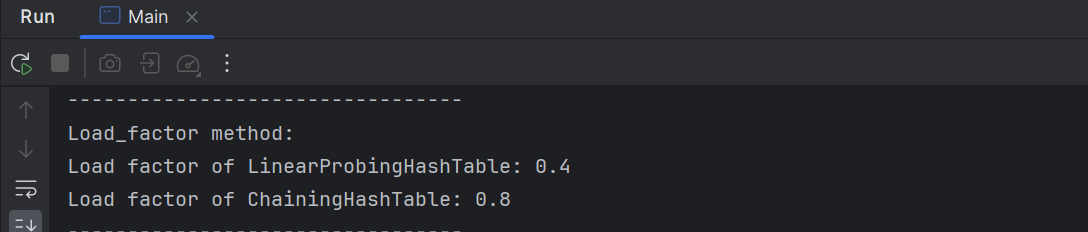 Run Main
---------------------------------
Load_factor method:
Load factor of LinearProbingHashTable: 0.4
Load factor of ChainingHashTable: 0.8
---------------------------------